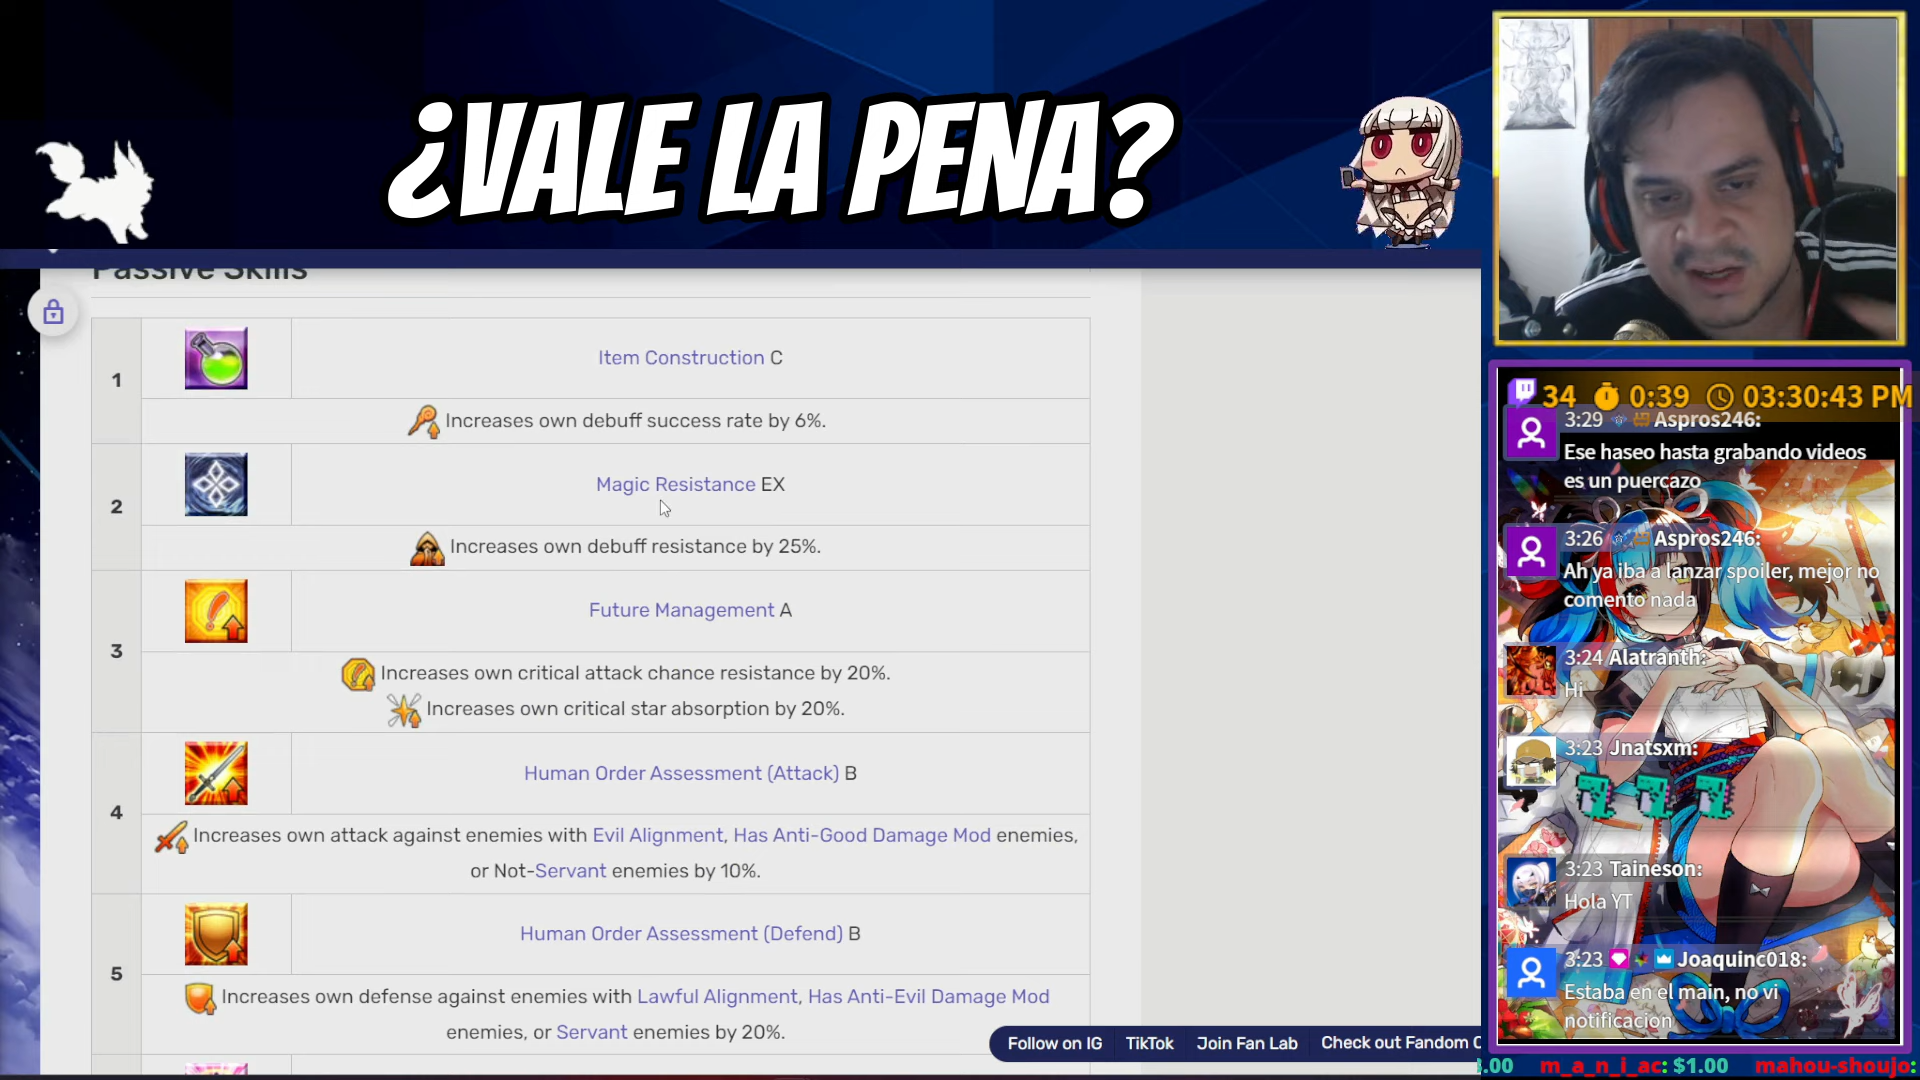 ¿VALE LA PENA?
Passive Skills
1
Item Construction C
Increases own debuff success rate by 6%.
2
Magic Resistance EX
Increases own debuff resistance by 25%.
3
Future Management A
Increases own critical attack chance resistance by 20%.
Increases own critical star absorption by 20%.
4
Human Order Assessment (Attack) B
Increases own attack against enemies with Evil Alignment, Has Anti-Good Damage Mod enemies,
or Not-Servant enemies by 10%.
5
Human Order Assessment (Defend) B
Increases own defense against enemies with Lawful Alignment, Has Anti-Evil Damage Mod
enemies, or Servant enemies by 20%.
Follow on IG TikTok Join Fan Lab Check out Fandom
34 0:39 03:30:43 PM
3:29 Aspros246:
Ese haseo hasta grabando videos
es un puercazo
3:26 Aspros246:
Ah ya iba a lanzar spoiler, mejor no
comento nada
3:24 Alatranth:
Hi
3:23 Jnatsxm:
3:23 Taineson:
Hola YT
3:23 Joaquinc018:
Estaba en el main, no vi
notificacion
.00 m_a_n_i_ac: $1.00 mahou-shoujo: